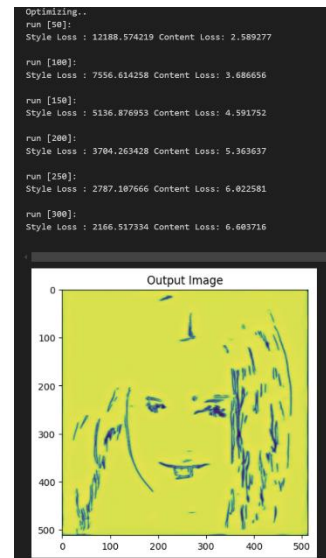 Optimizing..
run [50]:
Style Loss : 12188.574219 Content Loss: 2.589277
run [100]:
Style Loss : 7556.614258 Content Loss: 3.686656
run [150]:
Style Loss : 5136.876953 Content Loss: 4.591752
run [200]:
Style Loss : 3704.263428 Content Loss: 5.363637
run [250]:
Style Loss : 2787.107666 Content Loss: 6.022581
run [300]:
Style Loss : 2166.517334 Content Loss: 6.603716
Output Image
0
100
200
300
400
500
0 100 200 300 400 500